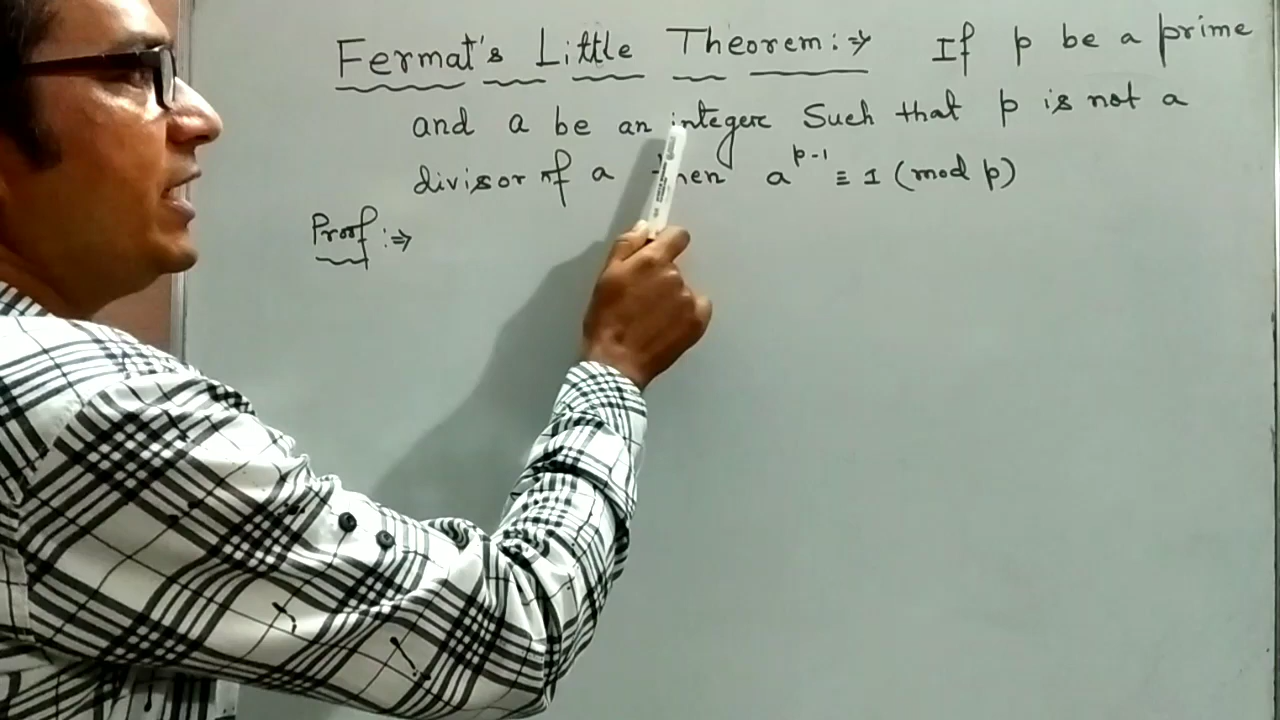 Fermat's Little Theorem :⇒ If p be a prime
and a be an integer Such that p is not a
divisor of a then a^{p-1} ≡ 1 (mod p)
Proof :⇒